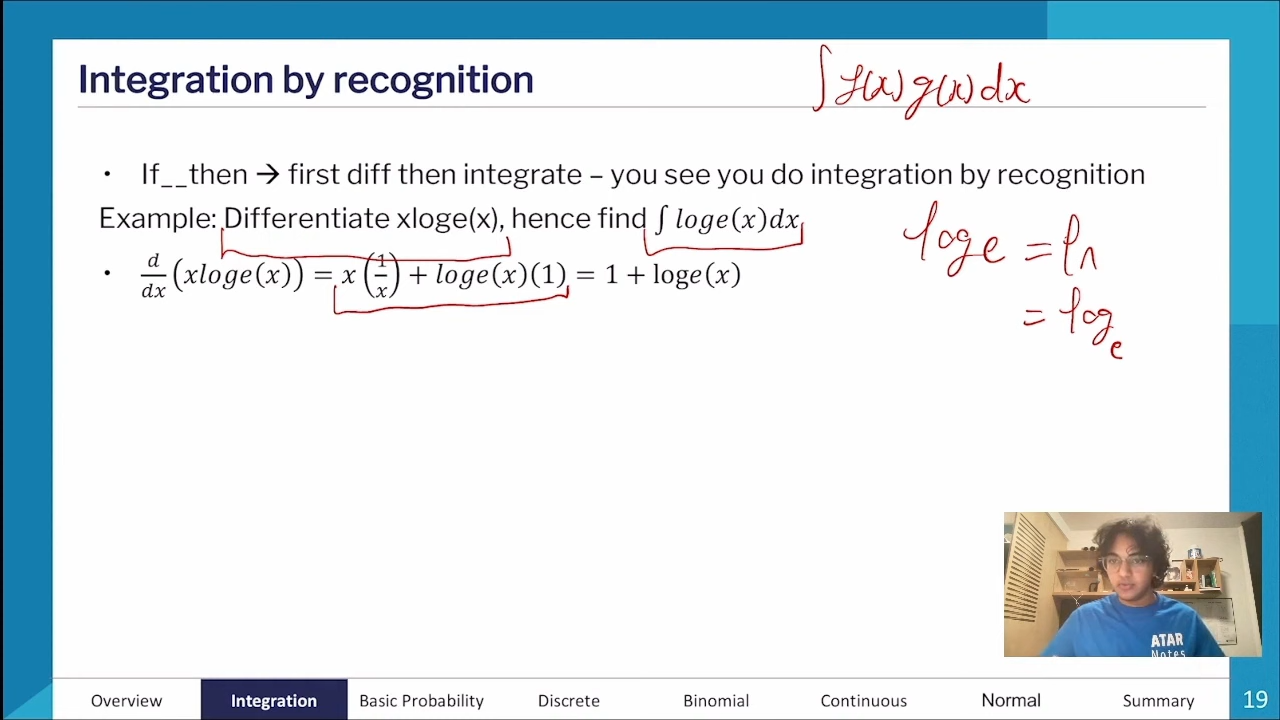 Integration by recognition
∫ f(x) g(x) dx
• If__then → first diff then integrate – you see you do integration by recognition
Example: Differentiate xloge(x), hence find ∫ loge(x)dx
• d/dx (xloge(x)) = x (1/x) + loge(x)(1) = 1 + loge(x)
loge = ln
= logₑ
ATAR
Notes
Overview Integration Basic Probability Discrete Binomial Continuous Normal Summary 19